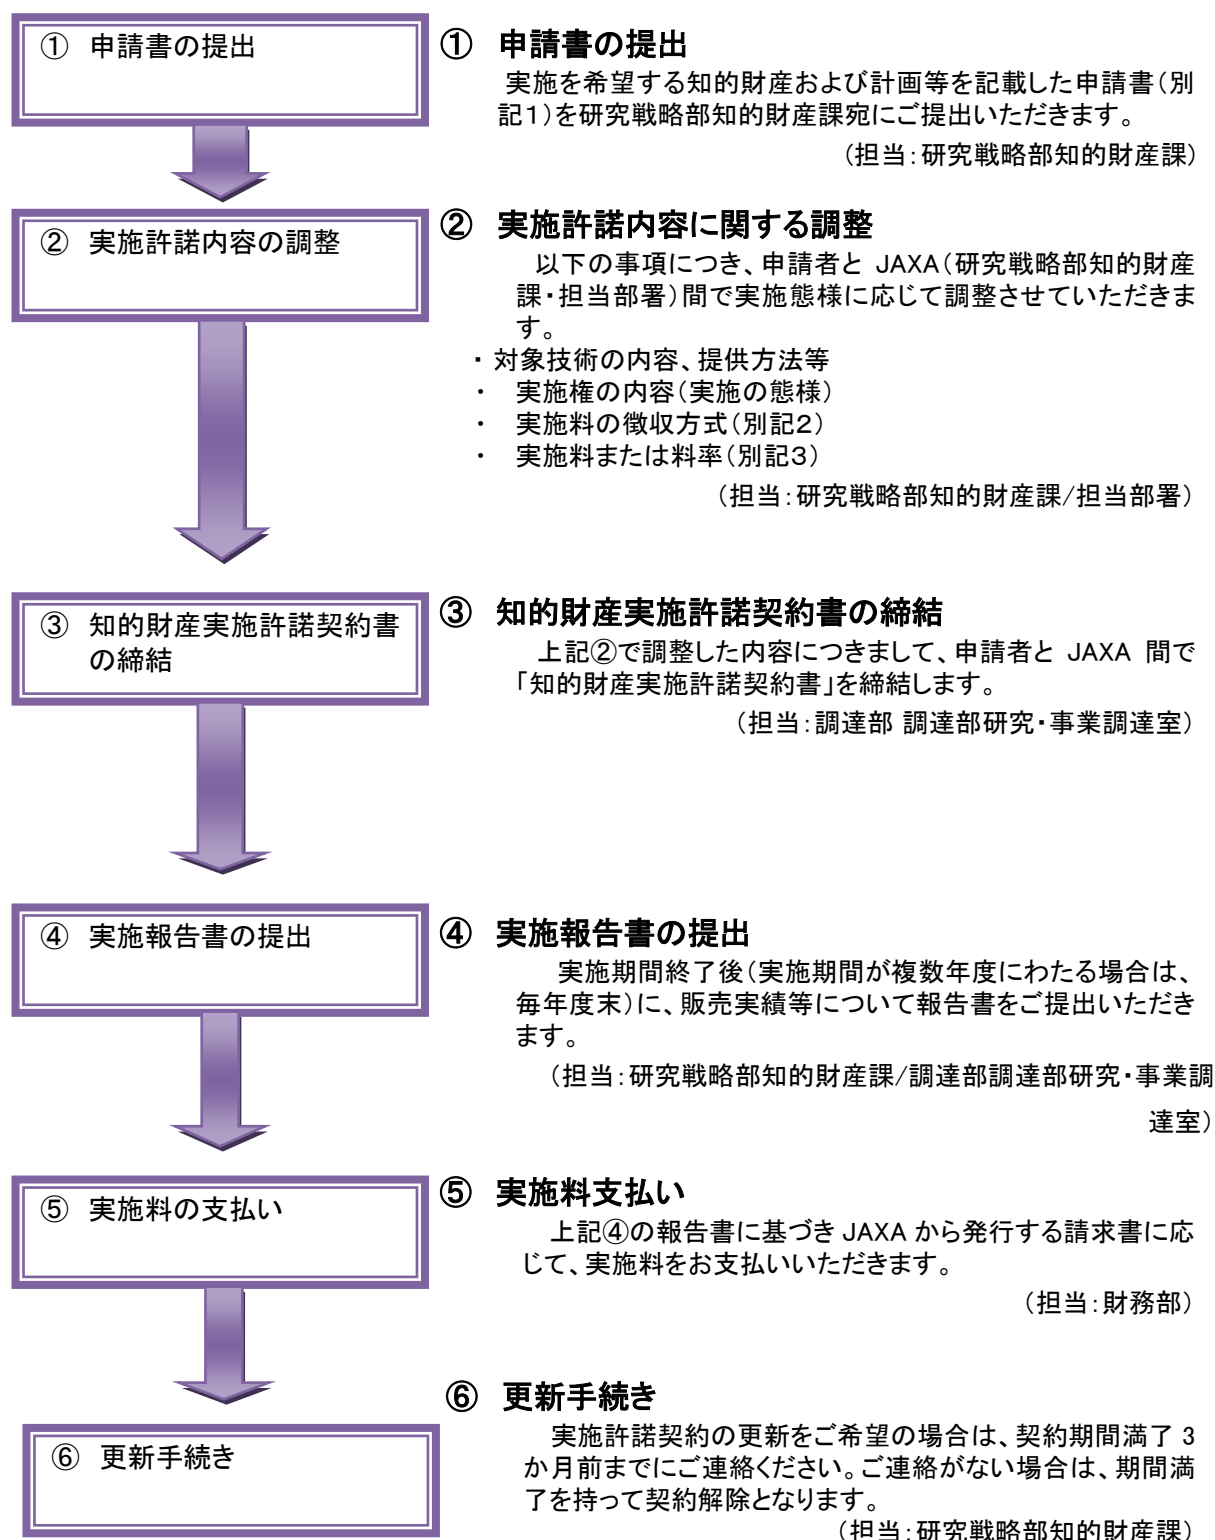 ① 申請書の提出
① 申請書の提出
実施を希望する知的財産および計画等を記載した申請書(別
記1)を研究戦略部知的財産課宛にご提出いただきます。
(担当:研究戦略部知的財産課)
② 実施許諾内容の調整
② 実施許諾内容に関する調整
以下の事項につき、申請者と JAXA(研究戦略部知的財産
課・担当部署)間で実施態様に応じて調整させていただきま
す。
・対象技術の内容、提供方法等
・ 実施権の内容(実施の態様)
・ 実施料の徴収方式(別記2)
・ 実施料または料率(別記3)
(担当:研究戦略部知的財産課/担当部署)
③ 知的財産実施許諾契約書
の締結
③ 知的財産実施許諾契約書の締結
上記②で調整した内容につきまして、申請者と JAXA 間で
「知的財産実施許諾契約書」を締結します。
(担当:調達部 調達部研究・事業調達室)
④ 実施報告書の提出
④ 実施報告書の提出
実施期間終了後(実施期間が複数年度にわたる場合は、
毎年度末)に、販売実績等について報告書をご提出いただき
ます。
(担当:研究戦略部知的財産課/調達部調達部研究・事業調
達室)
⑤ 実施料の支払い
⑤ 実施料支払い
上記④の報告書に基づき JAXA から発行する請求書に応
じて、実施料をお支払いいただきます。
(担当:財務部)
⑥ 更新手続き
⑥ 更新手続き
実施許諾契約の更新をご希望の場合は、契約期間満了 3
か月前までにご連絡ください。ご連絡がない場合は、期間満
了を持って契約解除となります。
(担当:研究戦略部知的財産課)